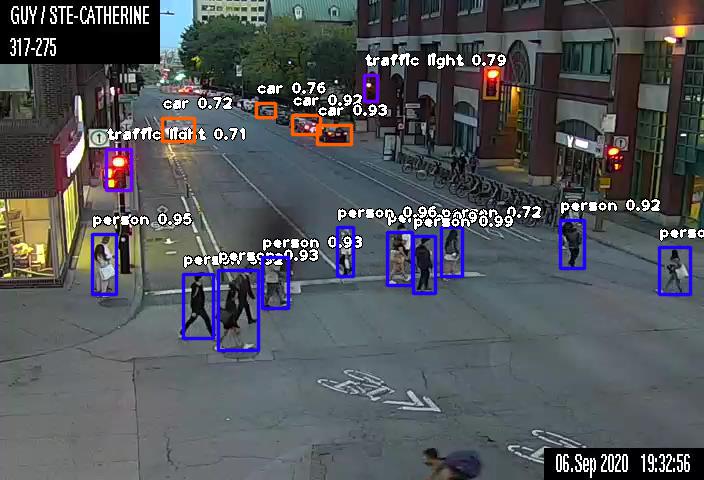 GUY / STE-CATHERINE
317-275
traffic light 0.79
car 0.76
car 0.72
car 0.92
car 0.93
traffic light 0.71
person 0.96
person 0.72
person 0.92
person 0.95
person 0.99
person 0.93
person 0.93
06.Sep 2020 19:32:56